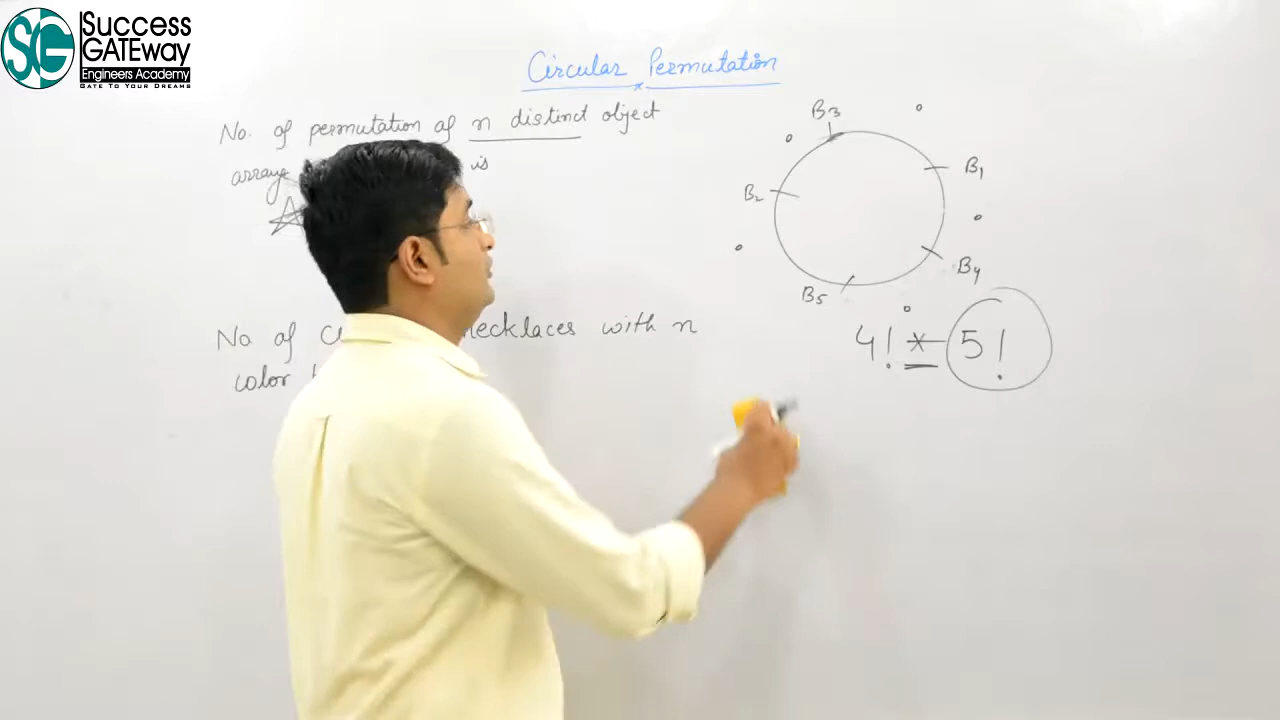 Success
GATEway
Engineers Academy
GATE TO YOUR DREAMS
Circular Permutation
No. of permutation of n distinct object
is
No of necklaces with n
color
B3
B1
B2
B4
B5
4! * 5!